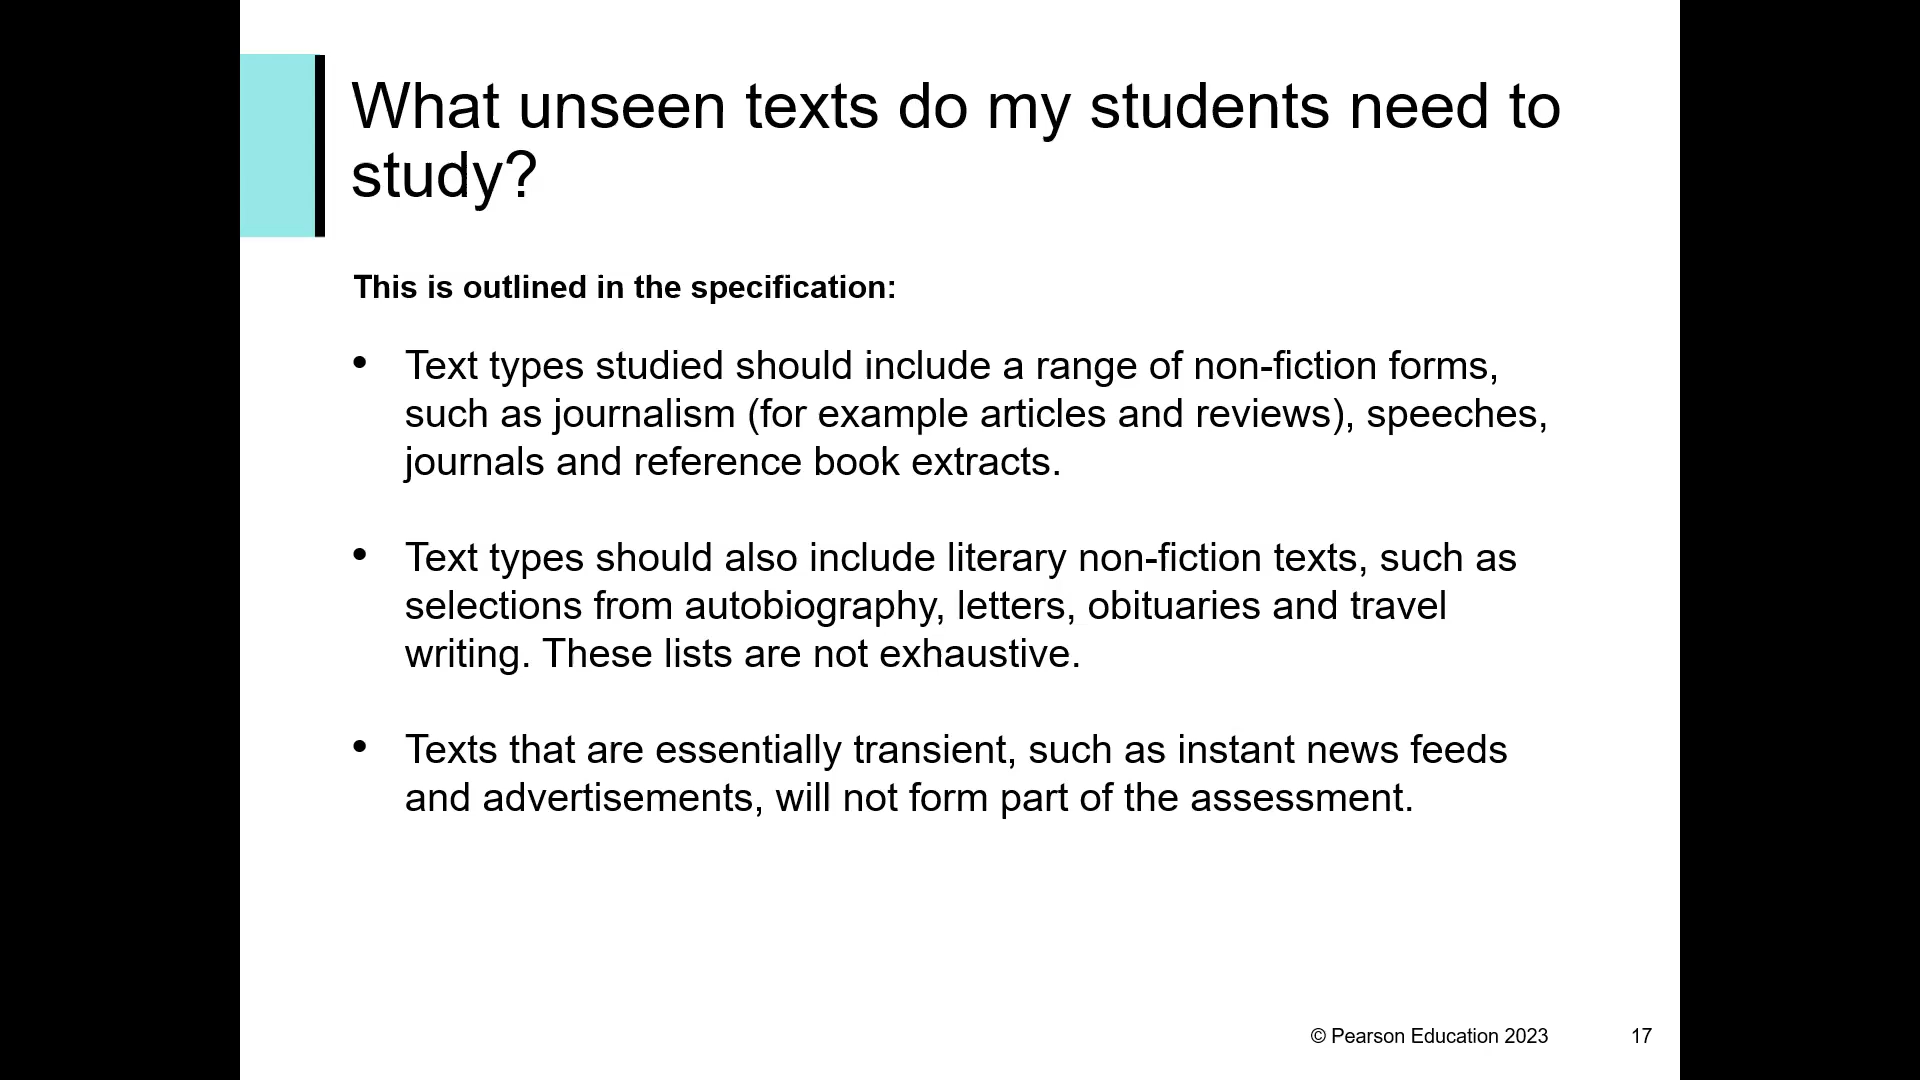 What unseen texts do my students need to
study?
This is outlined in the specification:
• Text types studied should include a range of non-fiction forms,
such as journalism (for example articles and reviews), speeches,
journals and reference book extracts.
• Text types should also include literary non-fiction texts, such as
selections from autobiography, letters, obituaries and travel
writing. These lists are not exhaustive.
• Texts that are essentially transient, such as instant news feeds
and advertisements, will not form part of the assessment.
© Pearson Education 2023 17